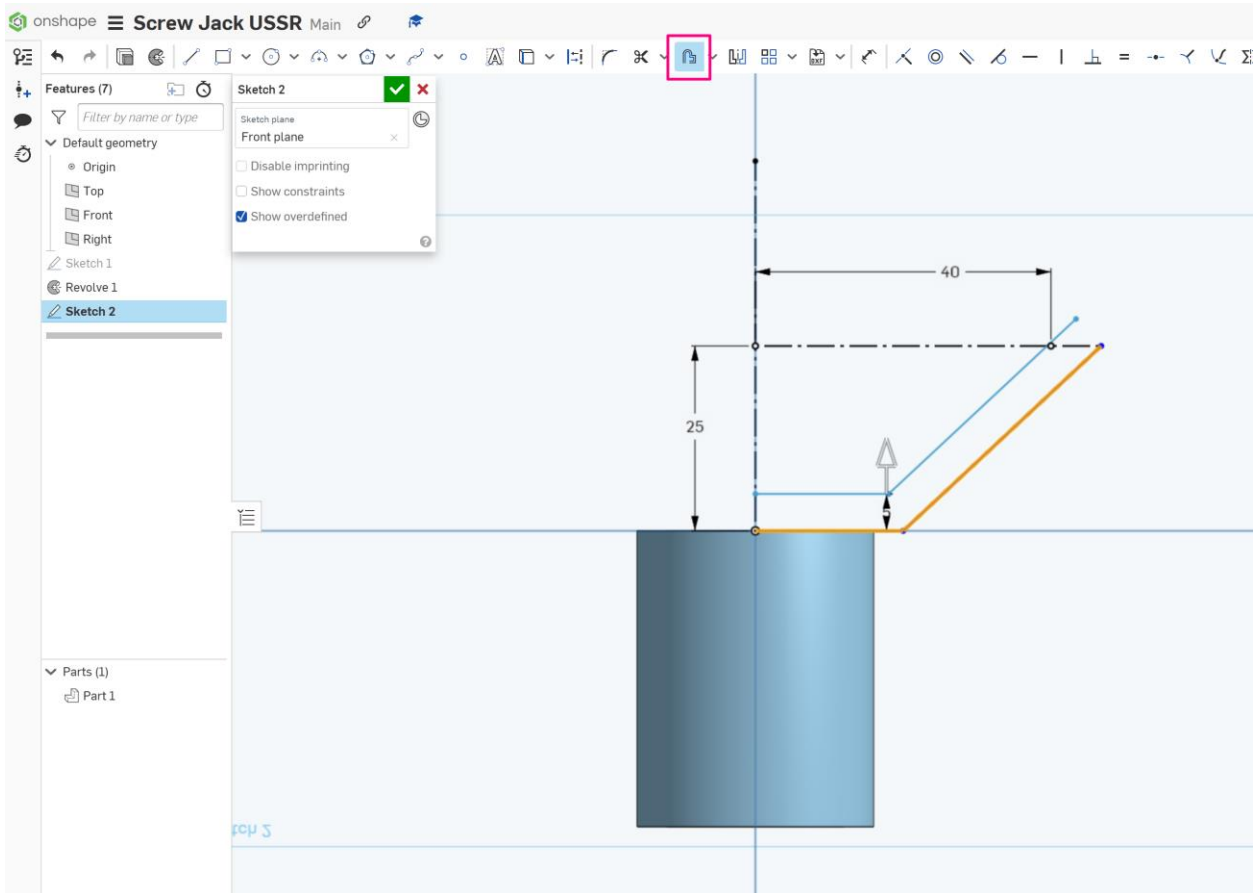 onshape Screw Jack USSR Main
Features (7)
Filter by name or type
Default geometry
Origin
Top
Front
Right
Sketch 1
Revolve 1
Sketch 2
Sketch 2
Sketch plane
Front plane
Disable imprinting
Show constraints
Show overdefined
40
25
5
tch 2
Parts (1)
Part 1